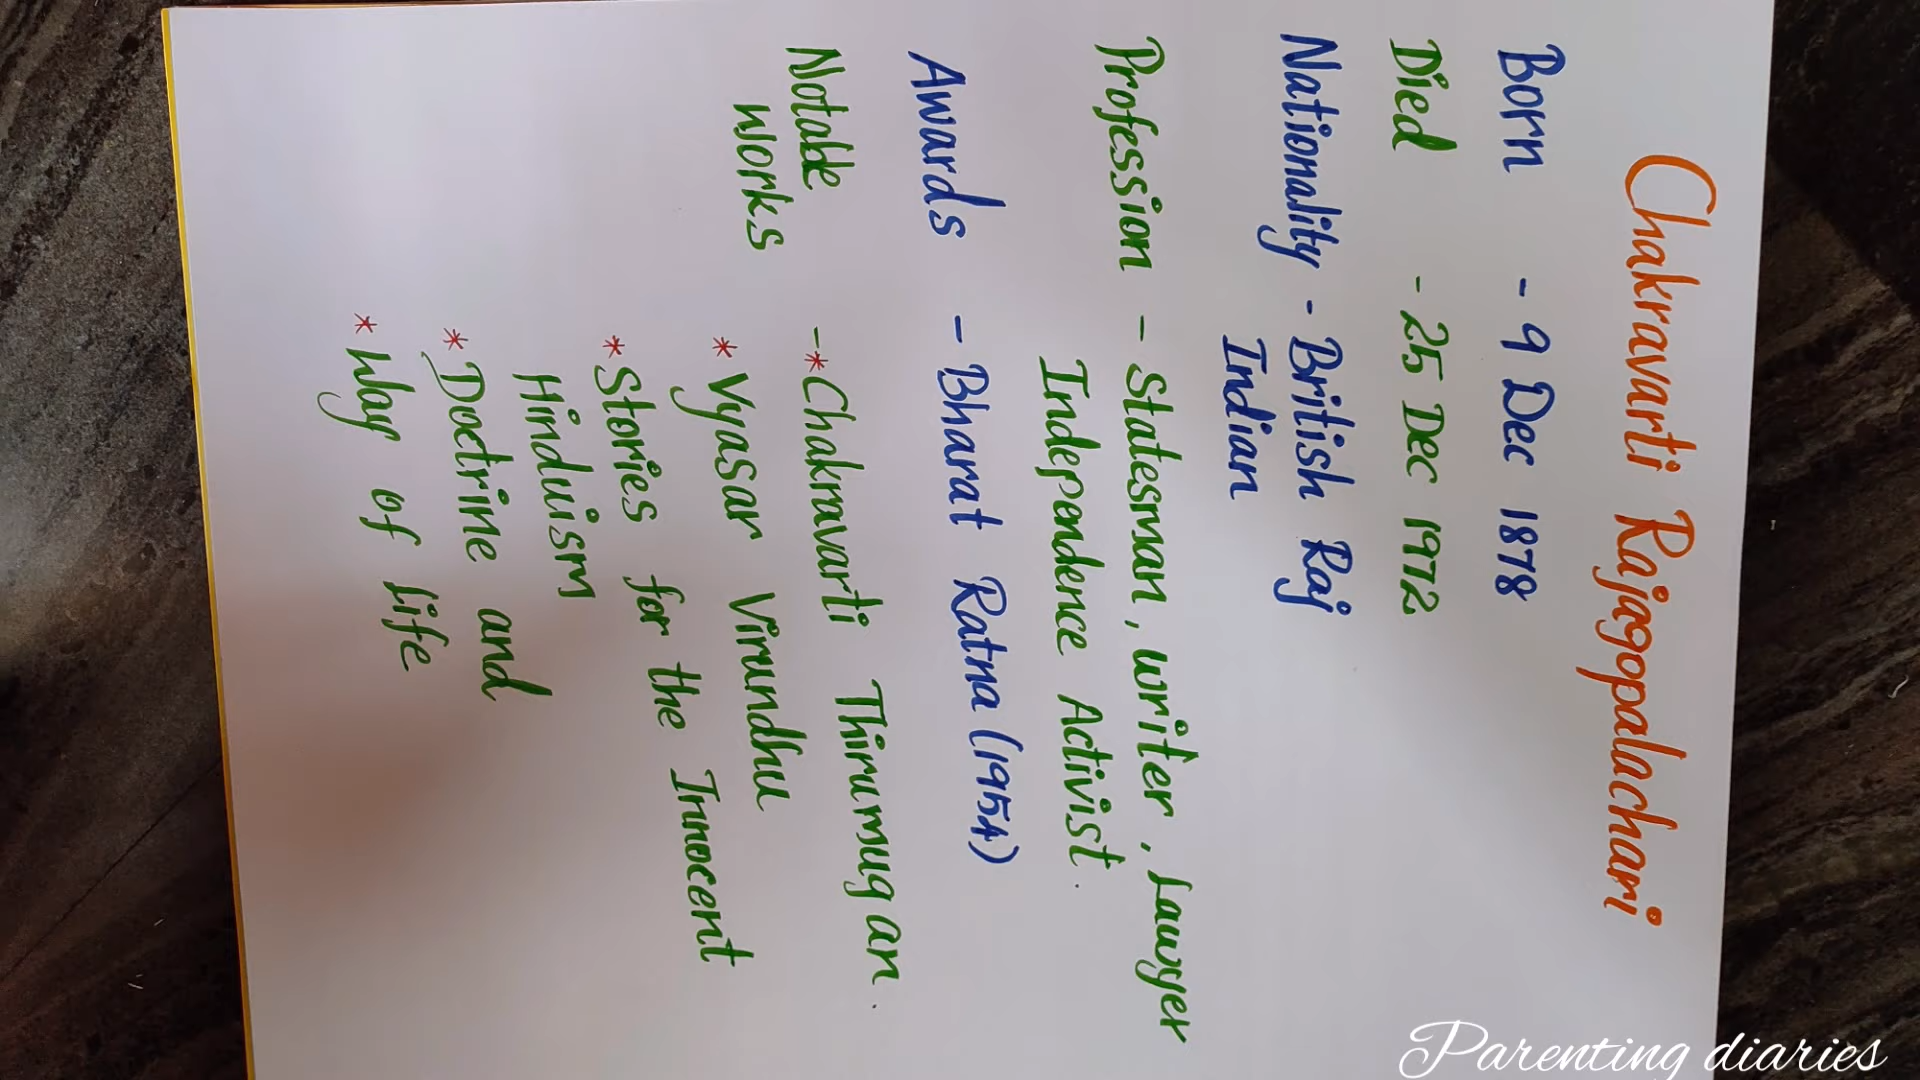 Chakravarti Rajagopalachari
Born - 9 Dec 1878
Died - 25 Dec 1972
Nationality - British Raj
Indian
Profession - Statesman, writer, Lawyer
Independence Activist.
Awards - Bharat Ratna (1954)
Notable - *Chakravarti Thirumugan.
Works
* Vyasar Virundhu
* Stories for the Innocent
Hinduism
* Doctrine and
* Way of Life
Parenting diaries